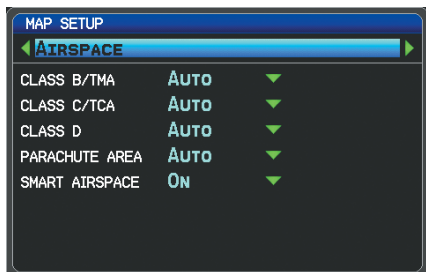 MAP SETUP
AIRSPACE
CLASS B/TMA AUTO
CLASS C/TCA AUTO
CLASS D AUTO
PARACHUTE AREA AUTO
SMART AIRSPACE ON